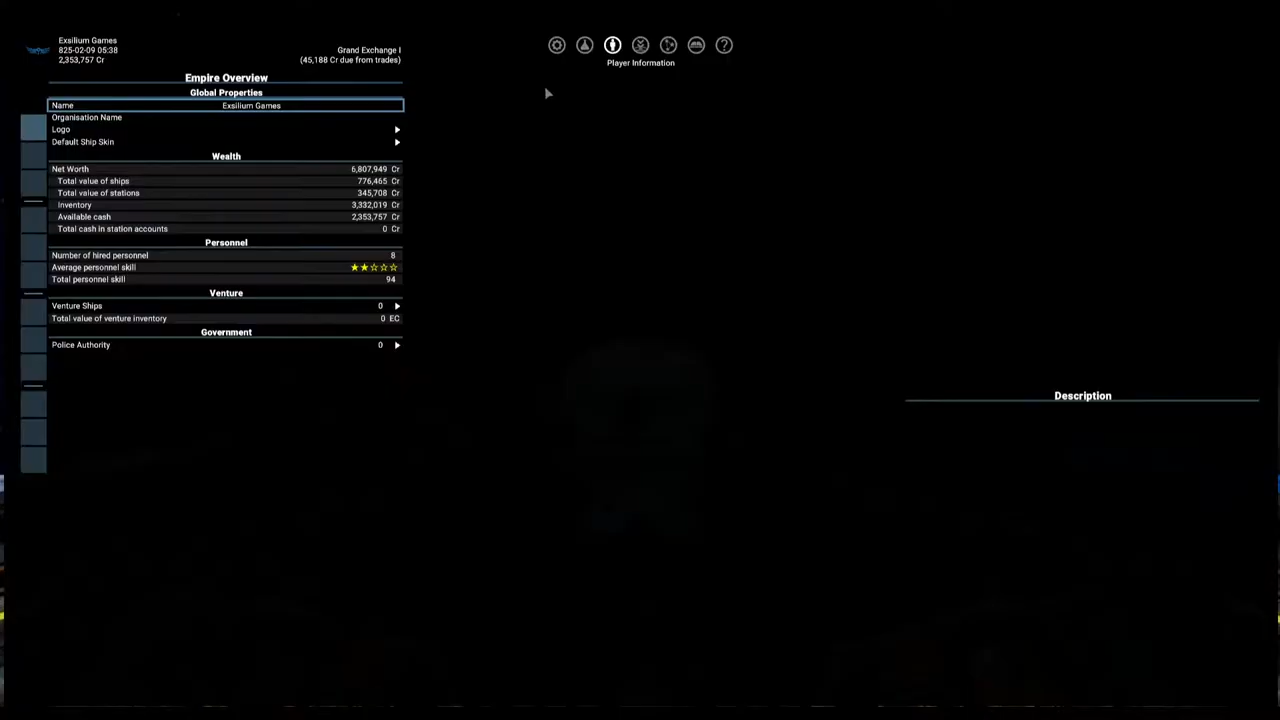 Exsilium Games
825-02-09 05:38
Grand Exchange I
2,353,757 Cr
(45,188 Cr due from trades)
Player Information
Empire Overview
Global Properties
Name Exsilium Games
Organisation Name
Logo
Default Ship Skin
Wealth
Net Worth 6,807,949 Cr
Total value of ships 776,465 Cr
Total value of stations 345,708 Cr
Inventory 3,332,019 Cr
Available cash 2,353,757 Cr
Total cash in station accounts 0 Cr
Personnel
Number of hired personnel 8
Average personnel skill ★★☆☆☆
Total personnel skill 94
Venture
Venture Ships 0
Total value of venture inventory 0 EC
Government
Police Authority 0
Description